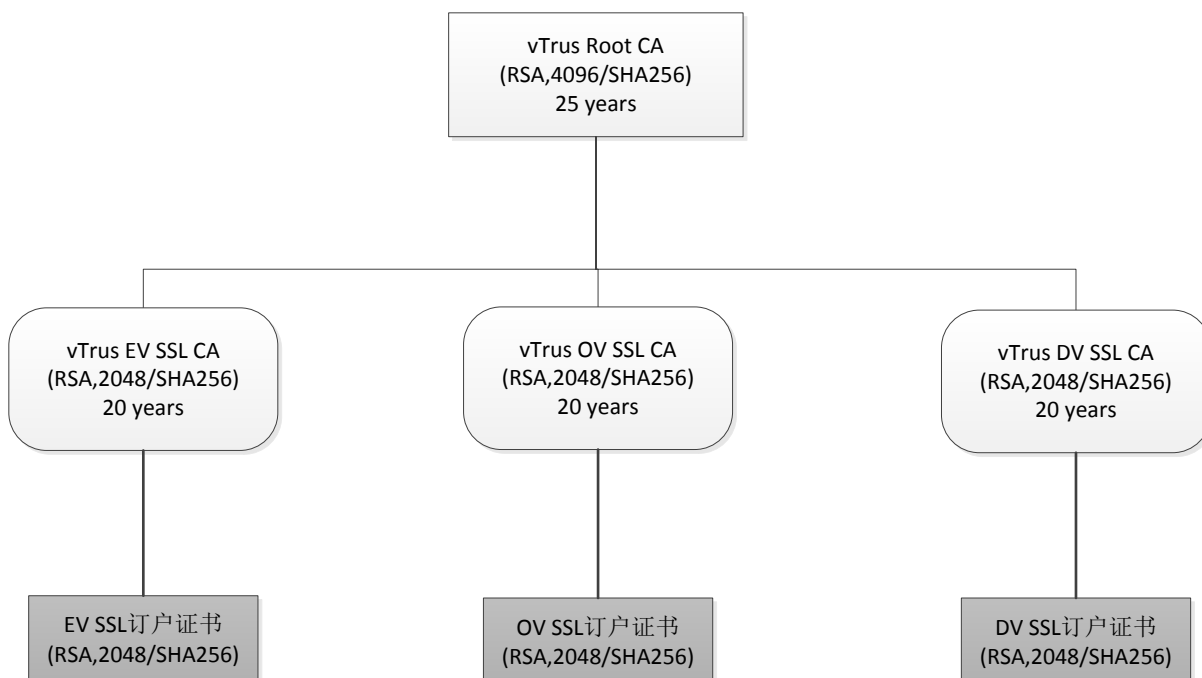 vTrus Root CA
(RSA,4096/SHA256)
25 years
vTrus EV SSL CA
(RSA,2048/SHA256)
20 years
vTrus OV SSL CA
(RSA,2048/SHA256)
20 years
vTrus DV SSL CA
(RSA,2048/SHA256)
20 years
EV SSL订户证书
(RSA,2048/SHA256)
OV SSL订户证书
(RSA,2048/SHA256)
DV SSL订户证书
(RSA,2048/SHA256)